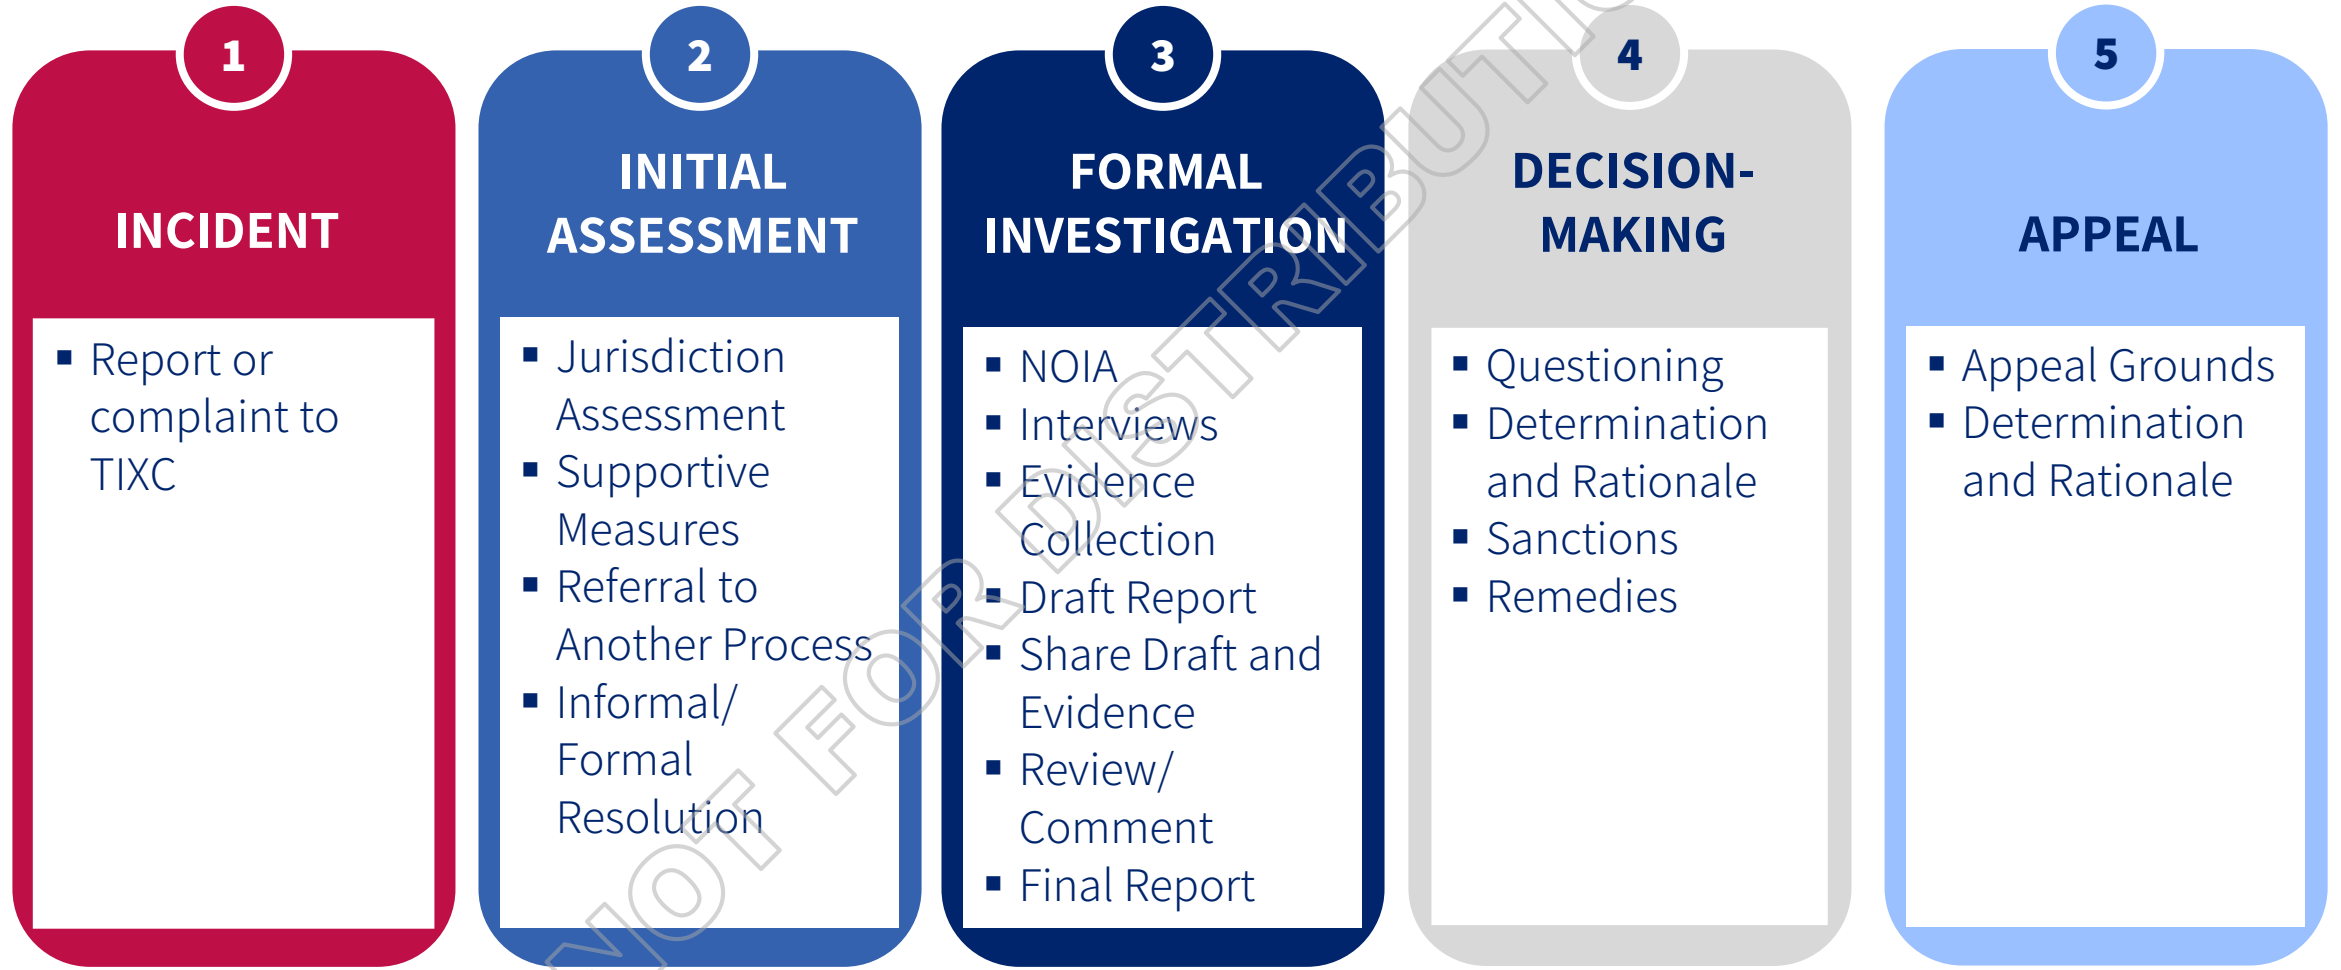 1
INCIDENT
▪ Report or
complaint to
TIXC
2
INITIAL
ASSESSMENT
▪ Jurisdiction
Assessment
▪ Supportive
Measures
▪ Referral to
Another Process
▪ Informal/
Formal
Resolution
3
FORMAL
INVESTIGATION
▪ NOIA
▪ Interviews
▪ Evidence
Collection
▪ Draft Report
▪ Share Draft and
Evidence
▪ Review/
Comment
▪ Final Report
4
DECISION-
MAKING
▪ Questioning
▪ Determination
and Rationale
▪ Sanctions
▪ Remedies
5
APPEAL
▪ Appeal Grounds
▪ Determination
and Rationale
NOT FOR DISTRIBUTIO